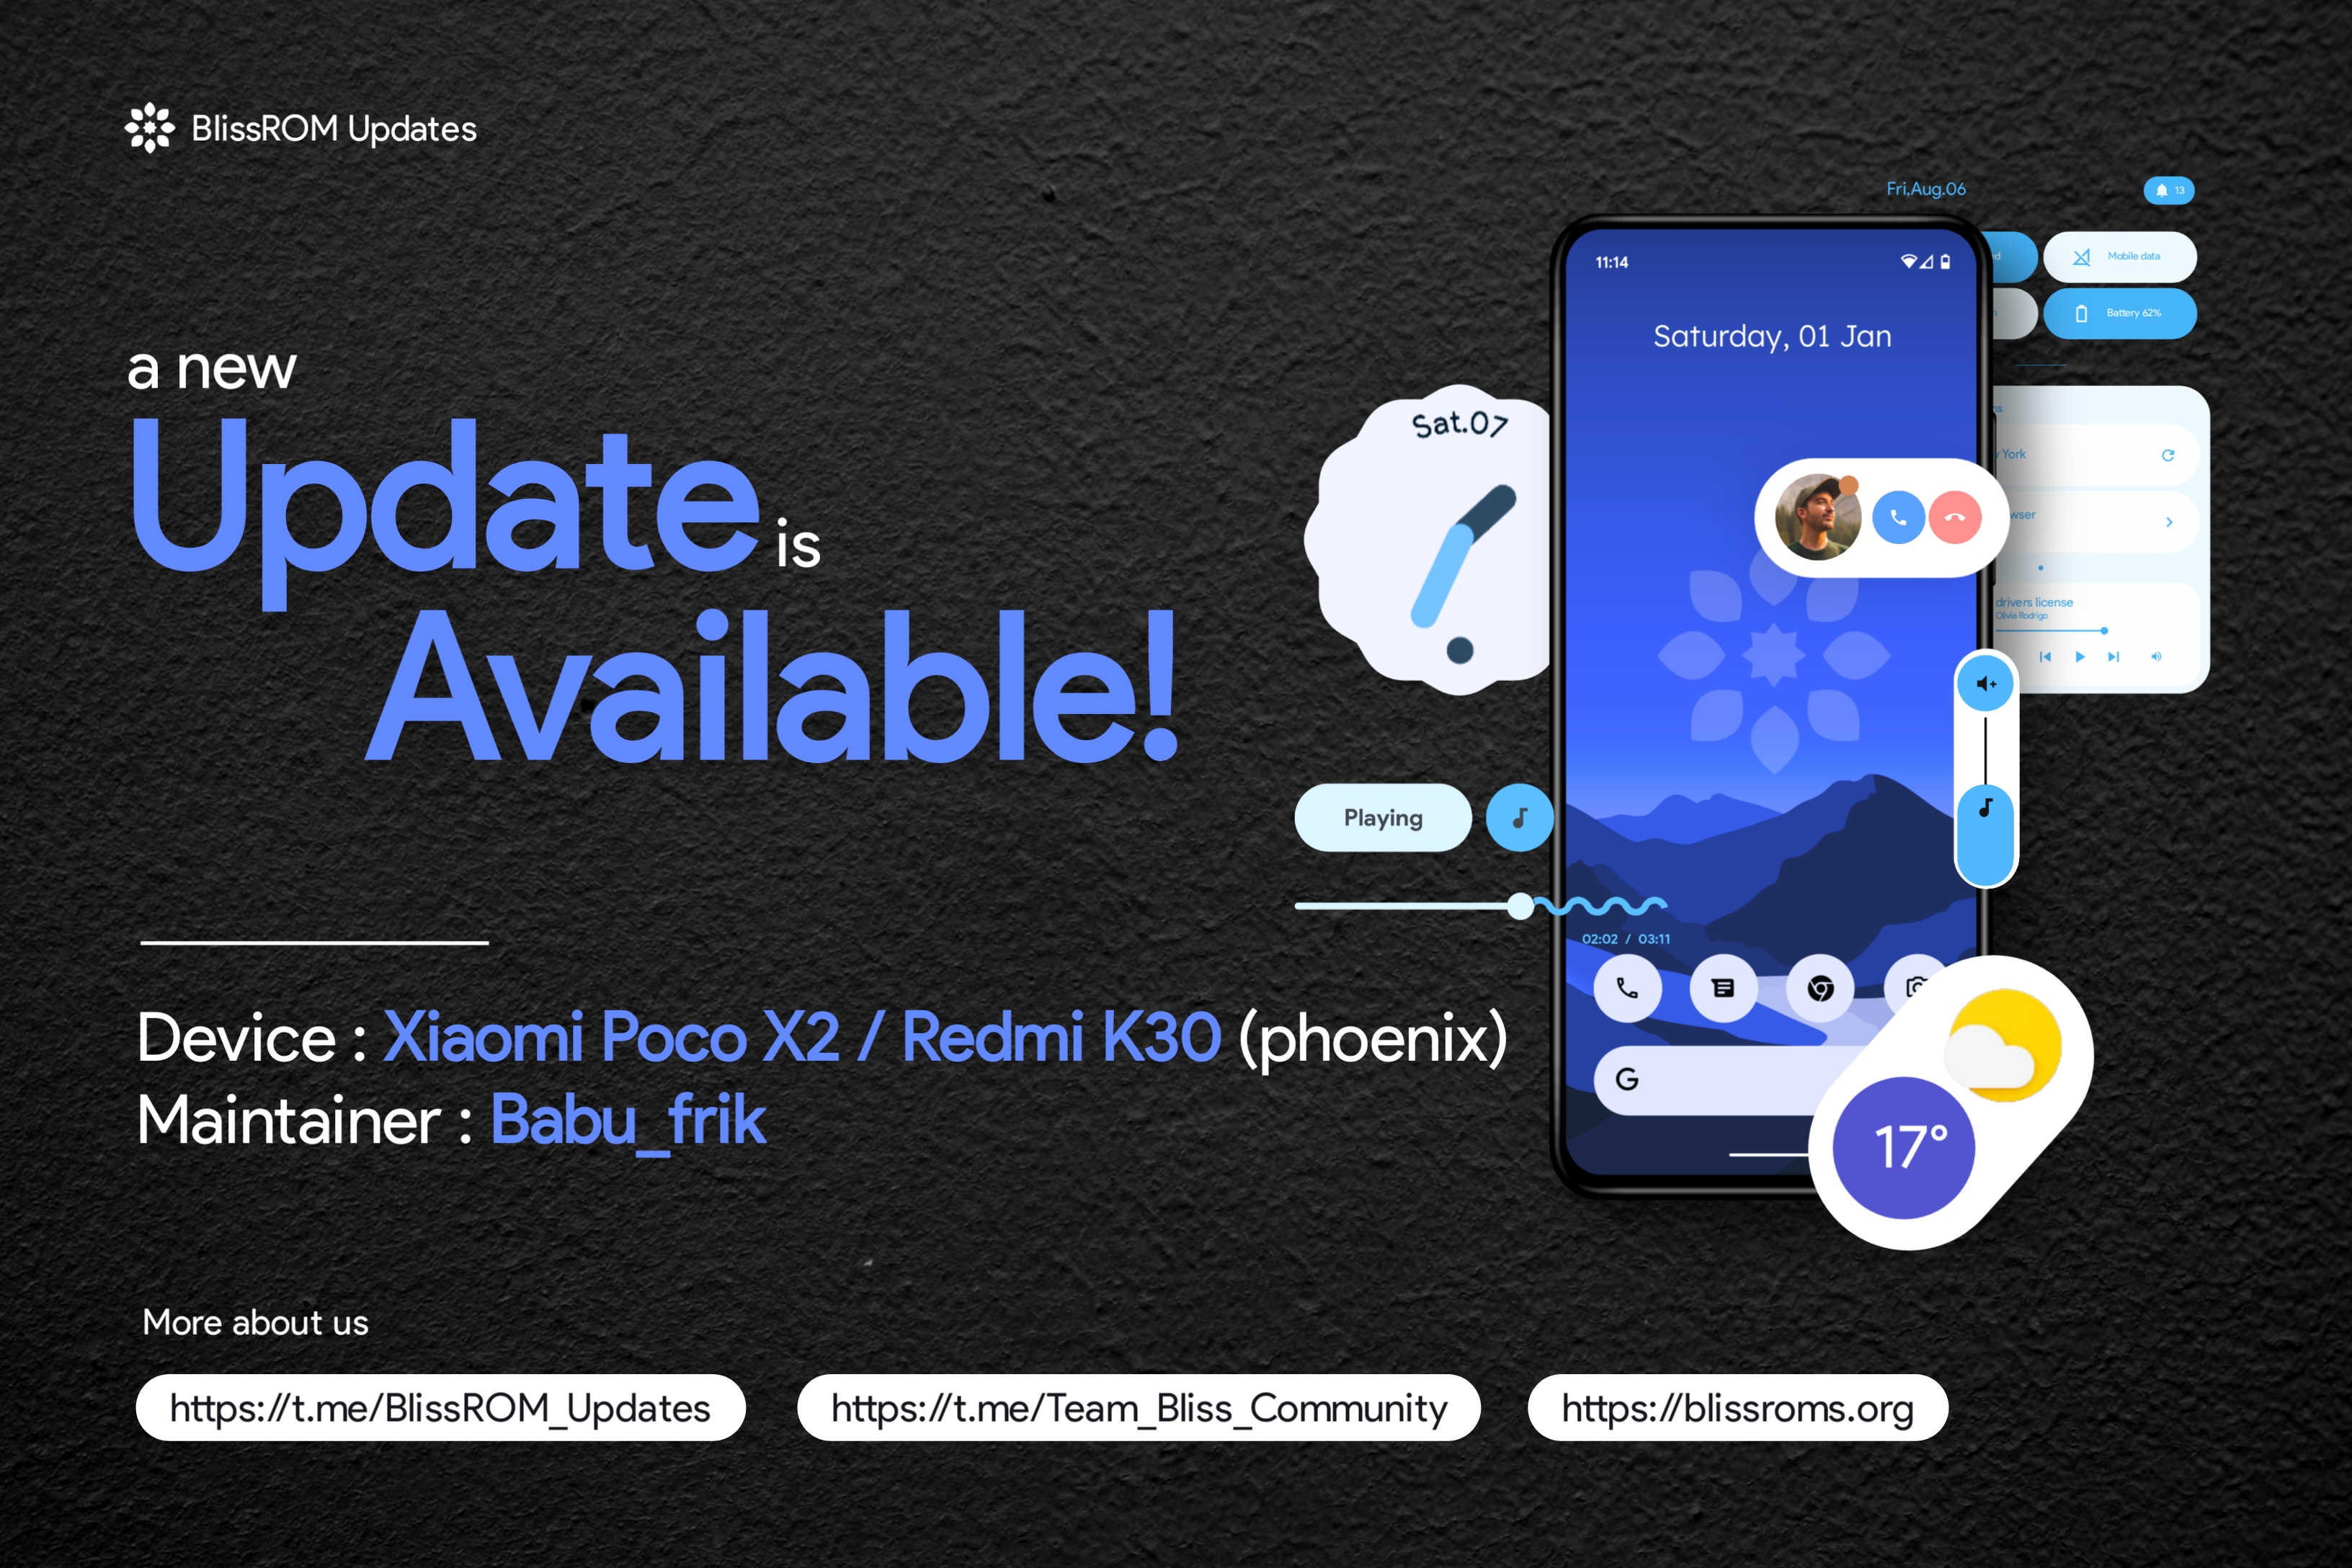 BlissROM Updates
a new
Update is
Available!
Device : Xiaomi Poco X2 / Redmi K30 (phoenix)
Maintainer : Babu_frik
More about us
https://t.me/BlissROM_Updates
https://t.me/Team_Bliss_Community
https://blissroms.org
Sat.07
Playing
02:02 / 03:11
11:14
Saturday, 01 Jan
G
17°
Fri,Aug.06
13
Mobile data
Battery 62%
York
drivers license
Olivia Rodrigo